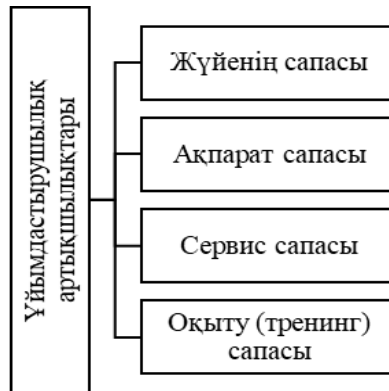 Ұйымдастырушылық
артықшылықтары
Жүйенің сапасы
Ақпарат сапасы
Сервис сапасы
Оқыту (тренинг)
сапасы